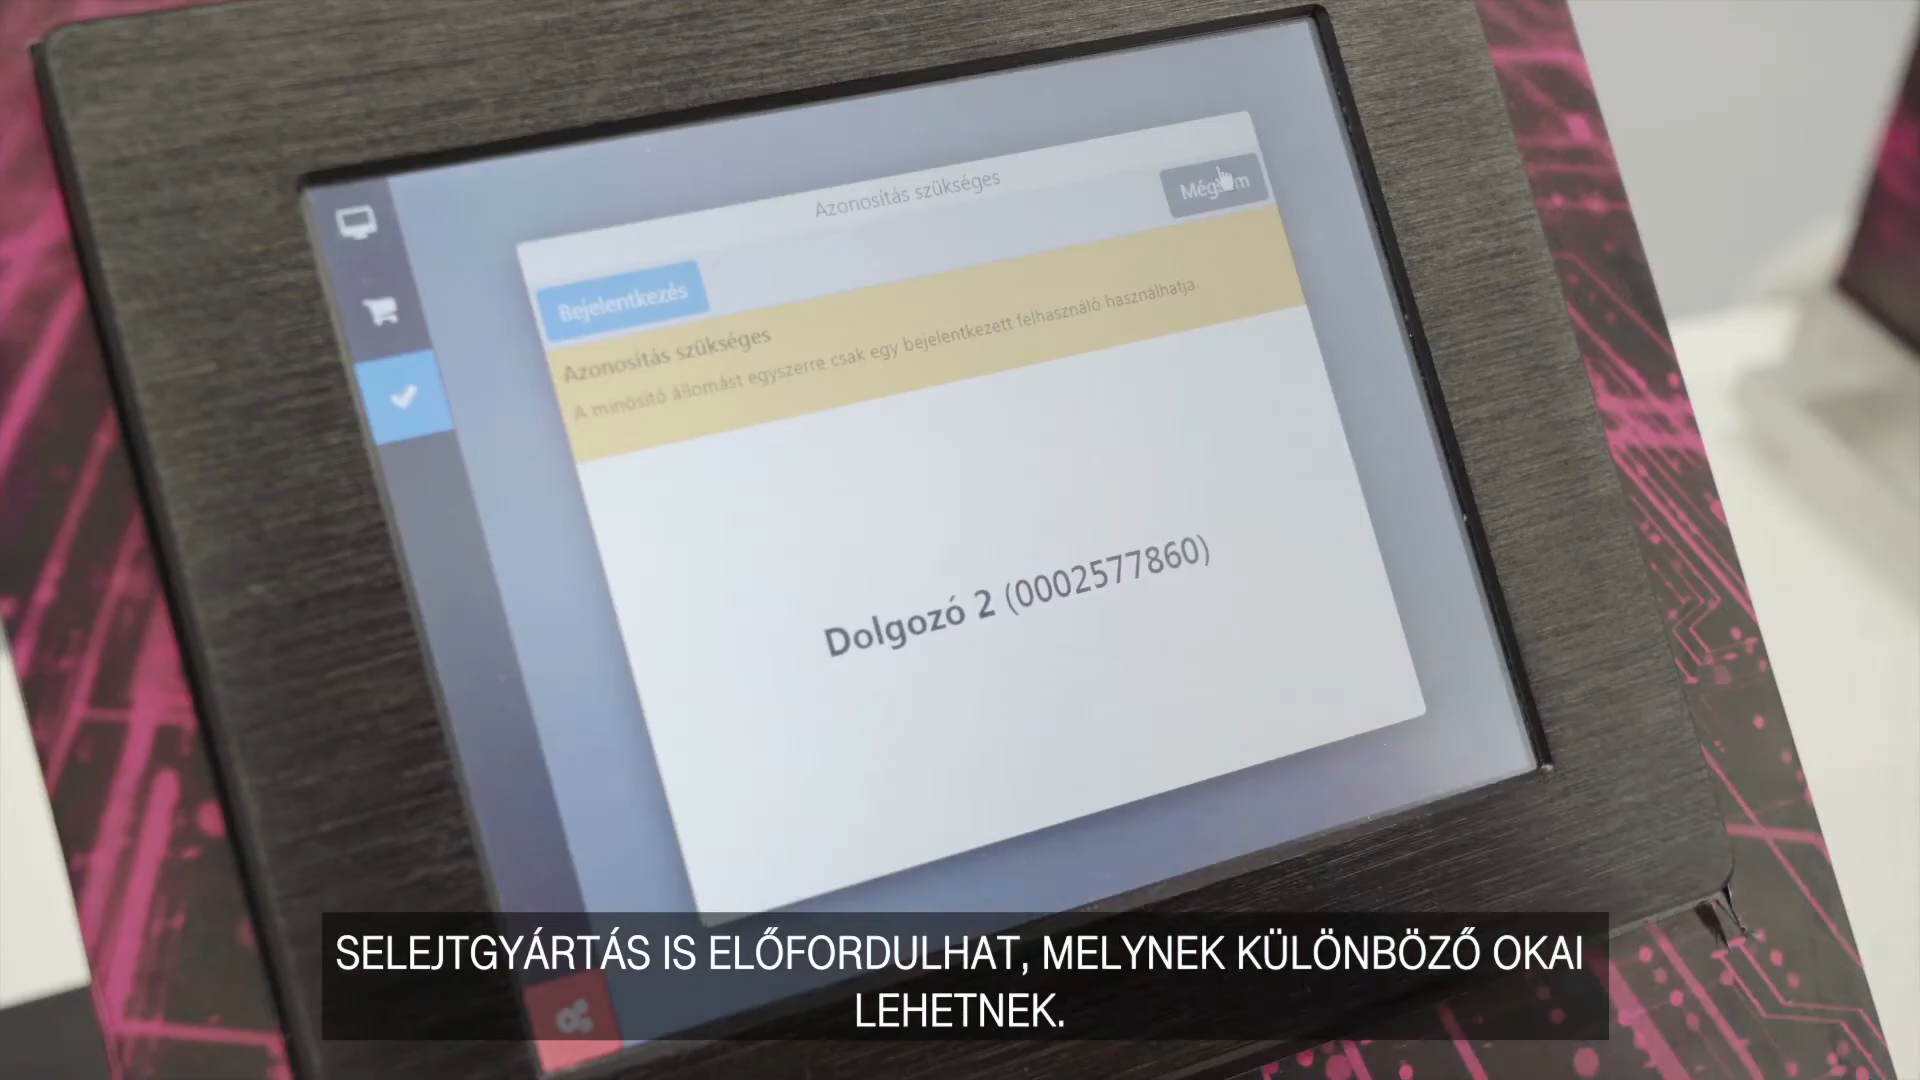 Azonosítás szükséges
Bejelentkezés
Azonosítás szükséges
A minősítő állomást egyszerre csak egy bejelentkezett felhasználó használhatja.
Dolgozó 2 (0002577860)
SELEJTGYÁRTÁS IS ELŐFORDULHAT, MELYNEK KÜLÖNBÖZŐ OKAI
LEHETNEK.